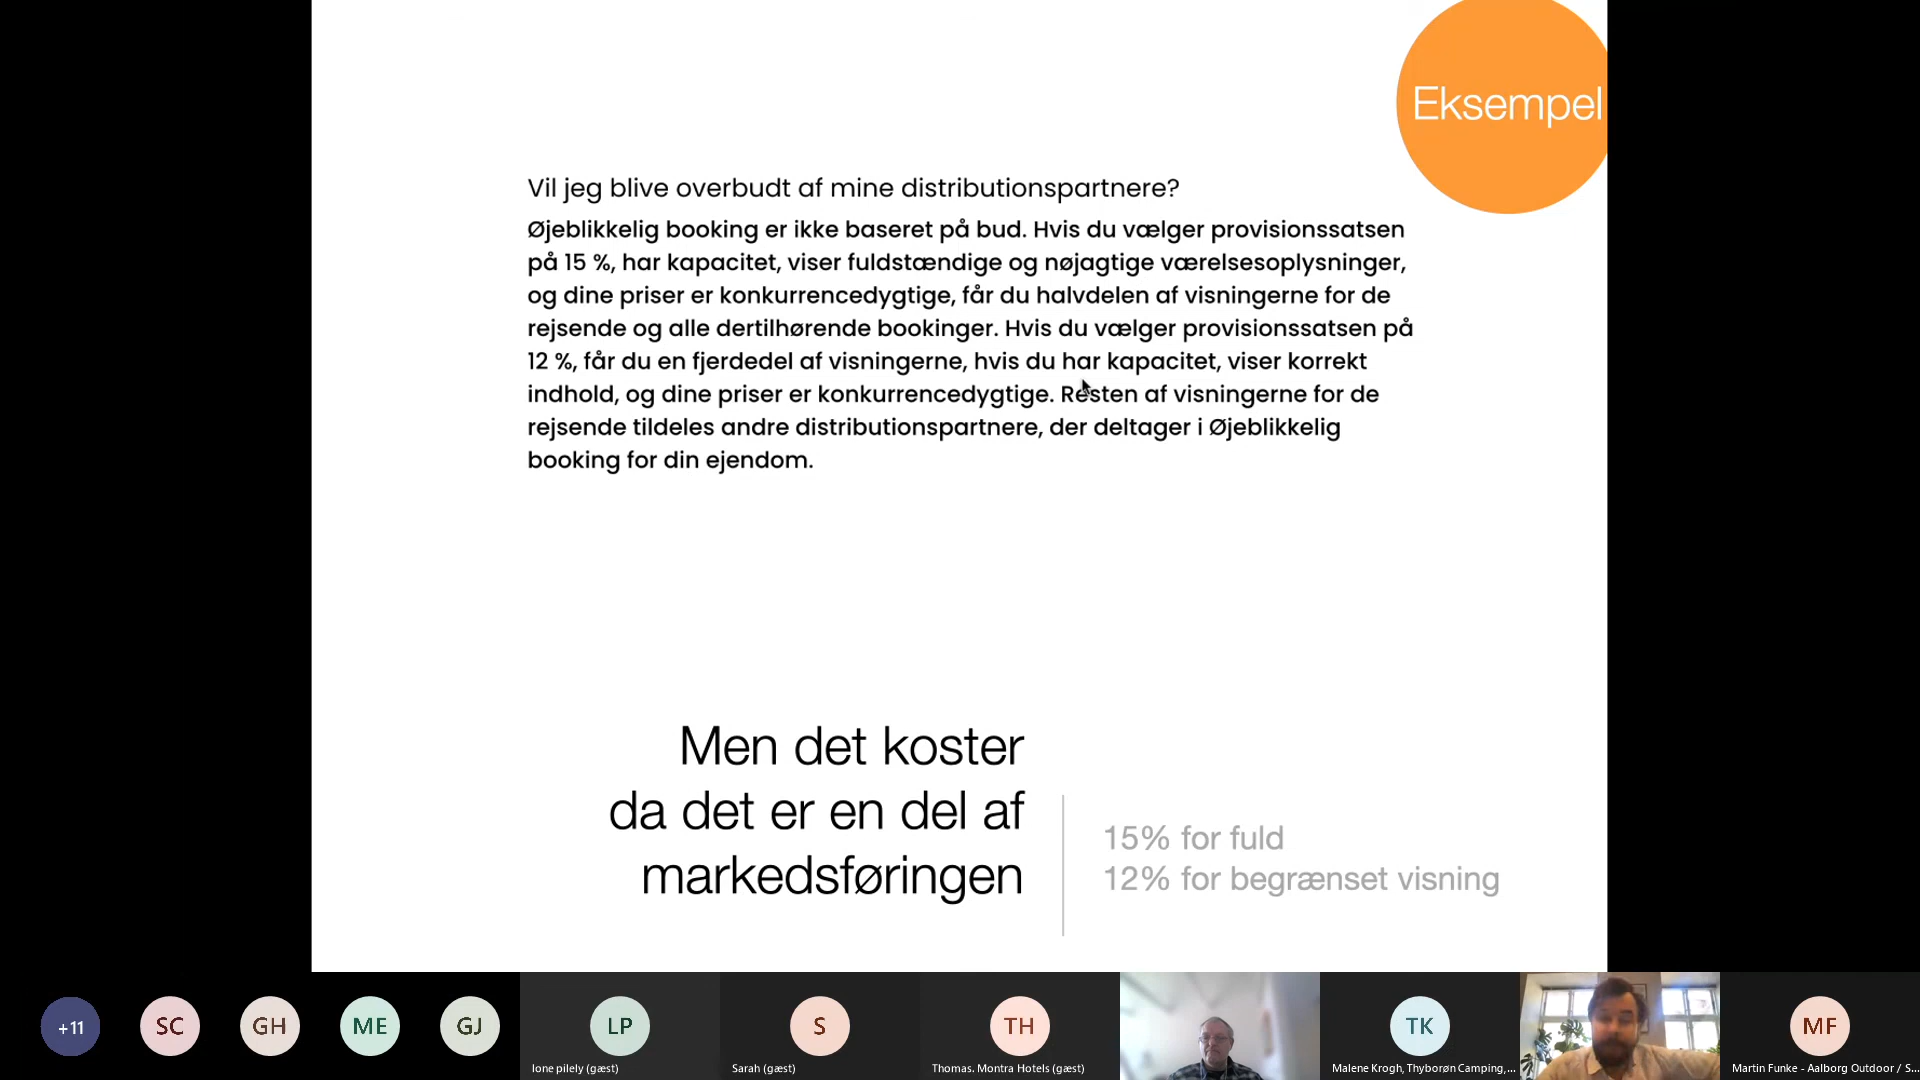 Eksempel
Vil jeg blive overbudt af mine distributionspartnere?
Øjeblikkelig booking er ikke baseret på bud. Hvis du vælger provisionssatsen
på 15 %, har kapacitet, viser fuldstændige og nøjagtige værelsesoplysninger,
og dine priser er konkurrencedygtige, får du halvdelen af visningerne for de
rejsende og alle dertilhørende bookinger. Hvis du vælger provisionssatsen på
12 %, får du en fjerdedel af visningerne, hvis du har kapacitet, viser korrekt
indhold, og dine priser er konkurrencedygtige. Resten af visningerne for de
rejsende tildeles andre distributionspartnere, der deltager i Øjeblikkelig
booking for din ejendom.
Men det koster
da det er en del af
markedsføringen
15% for fuld
12% for begrænset visning
+11
SC
GH
ME
GJ
LP
S
TH
TK
MF
lone pilely (gæst)
Sarah (gæst)
Thomas. Montra Hotels (gæst)
Malene Krogh, Thyborøn Camping,...
Martin Funke - Aalborg Outdoor / S...